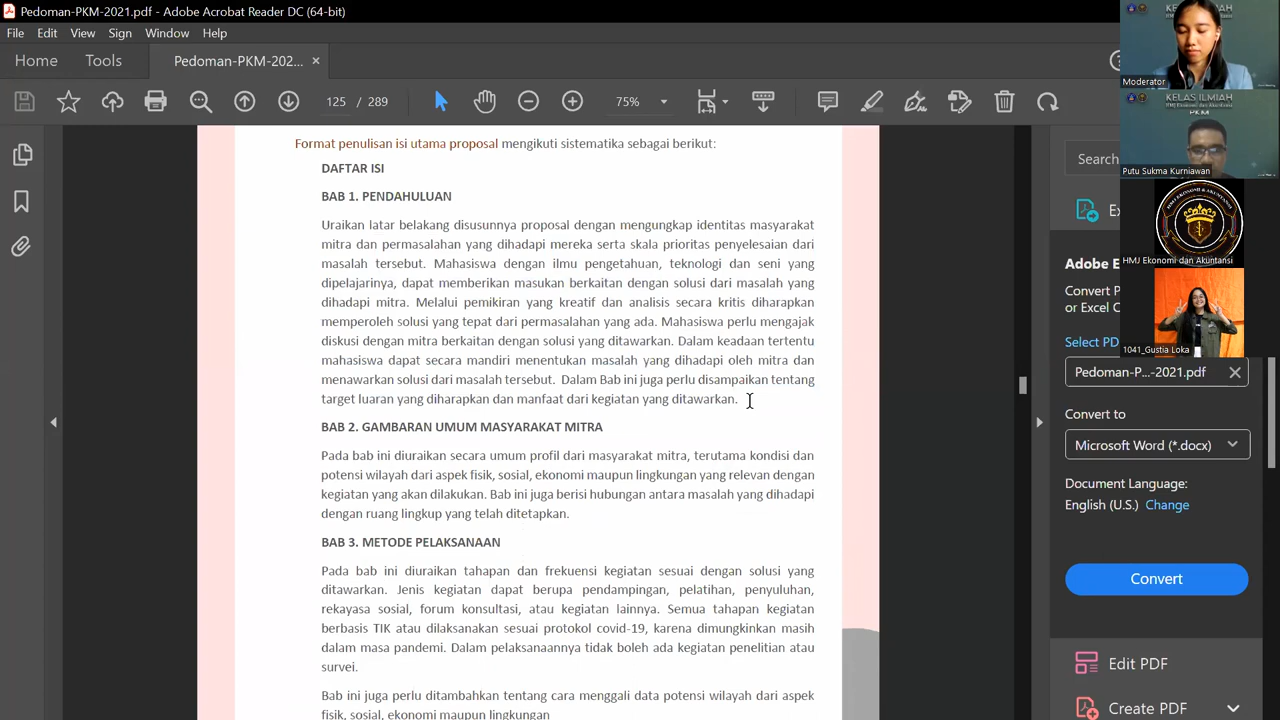 Pedoman-PKM-2021.pdf - Adobe Acrobat Reader DC (64-bit)
File Edit View Sign Window Help
Home Tools Pedoman-PKM-202... ×
125 / 289 75%
Format penulisan isi utama proposal mengikuti sistematika sebagai berikut:
DAFTAR ISI
BAB 1. PENDAHULUAN
Uraikan latar belakang disusunnya proposal dengan mengungkap identitas masyarakat
mitra dan permasalahan yang dihadapi mereka serta skala prioritas penyelesaian dari
masalah tersebut. Mahasiswa dengan ilmu pengetahuan, teknologi dan seni yang
dipelajarinya, dapat memberikan masukan berkaitan dengan solusi dari masalah yang
dihadapi mitra. Melalui pemikiran yang kreatif dan analisis secara kritis diharapkan
memperoleh solusi yang tepat dari permasalahan yang ada. Mahasiswa perlu mengajak
diskusi dengan mitra berkaitan dengan solusi yang ditawarkan. Dalam keadaan tertentu
mahasiswa dapat secara mandiri menentukan masalah yang dihadapi oleh mitra dan
menawarkan solusi dari masalah tersebut. Dalam Bab ini juga perlu disampaikan tentang
target luaran yang diharapkan dan manfaat dari kegiatan yang ditawarkan.
BAB 2. GAMBARAN UMUM MASYARAKAT MITRA
Pada bab ini diuraikan secara umum profil dari masyarakat mitra, terutama kondisi dan
potensi wilayah dari aspek fisik, sosial, ekonomi maupun lingkungan yang relevan dengan
kegiatan yang akan dilakukan. Bab ini juga berisi hubungan antara masalah yang dihadapi
dengan ruang lingkup yang telah ditetapkan.
BAB 3. METODE PELAKSANAAN
Pada bab ini diuraikan tahapan dan frekuensi kegiatan sesuai dengan solusi yang
ditawarkan. Jenis kegiatan dapat berupa pendampingan, pelatihan, penyuluhan,
rekayasa sosial, forum konsultasi, atau kegiatan lainnya. Semua tahapan kegiatan
berbasis TIK atau dilaksanakan sesuai protokol covid-19, karena dimungkinkan masih
dalam masa pandemi. Dalam pelaksanaannya tidak boleh ada kegiatan penelitian atau
survei.
Bab ini juga perlu ditambahkan tentang cara menggali data potensi wilayah dari aspek
fisik, sosial, ekonomi maupun lingkungan
KELAS ILMIAH
Moderator
KELAS ILMIAH
HMJ Ekonomi dan Akuntansi
PKM
Putu Sukma Kurniawan
HMJ Ekonomi dan Akuntansi
1041_Gustia Loka
Search
Ex
Adobe E
Convert P
or Excel C
Select PD
Pedoman-P...-2021.pdf
Convert to
Microsoft Word (*.docx)
Document Language:
English (U.S.) Change
Convert
Edit PDF
Create PDF